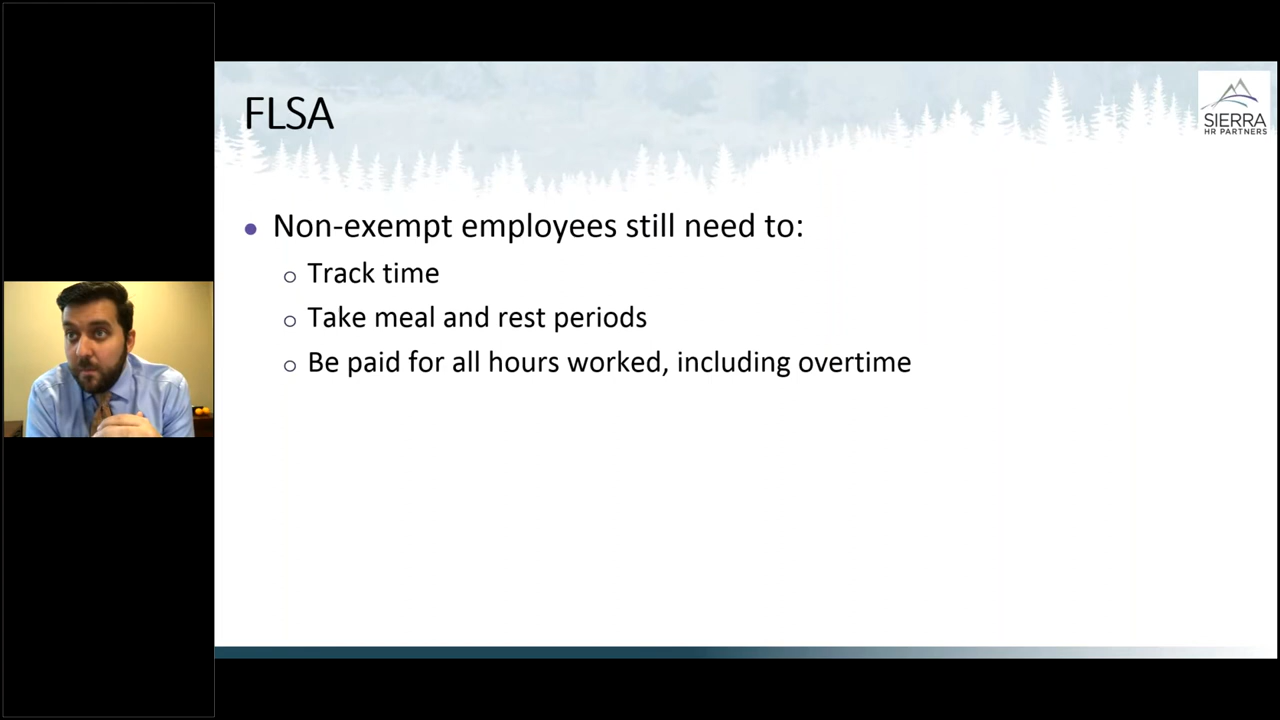 FLSA
SIERRA
HR PARTNERS
Non-exempt employees still need to:
Track time
Take meal and rest periods
Be paid for all hours worked, including overtime